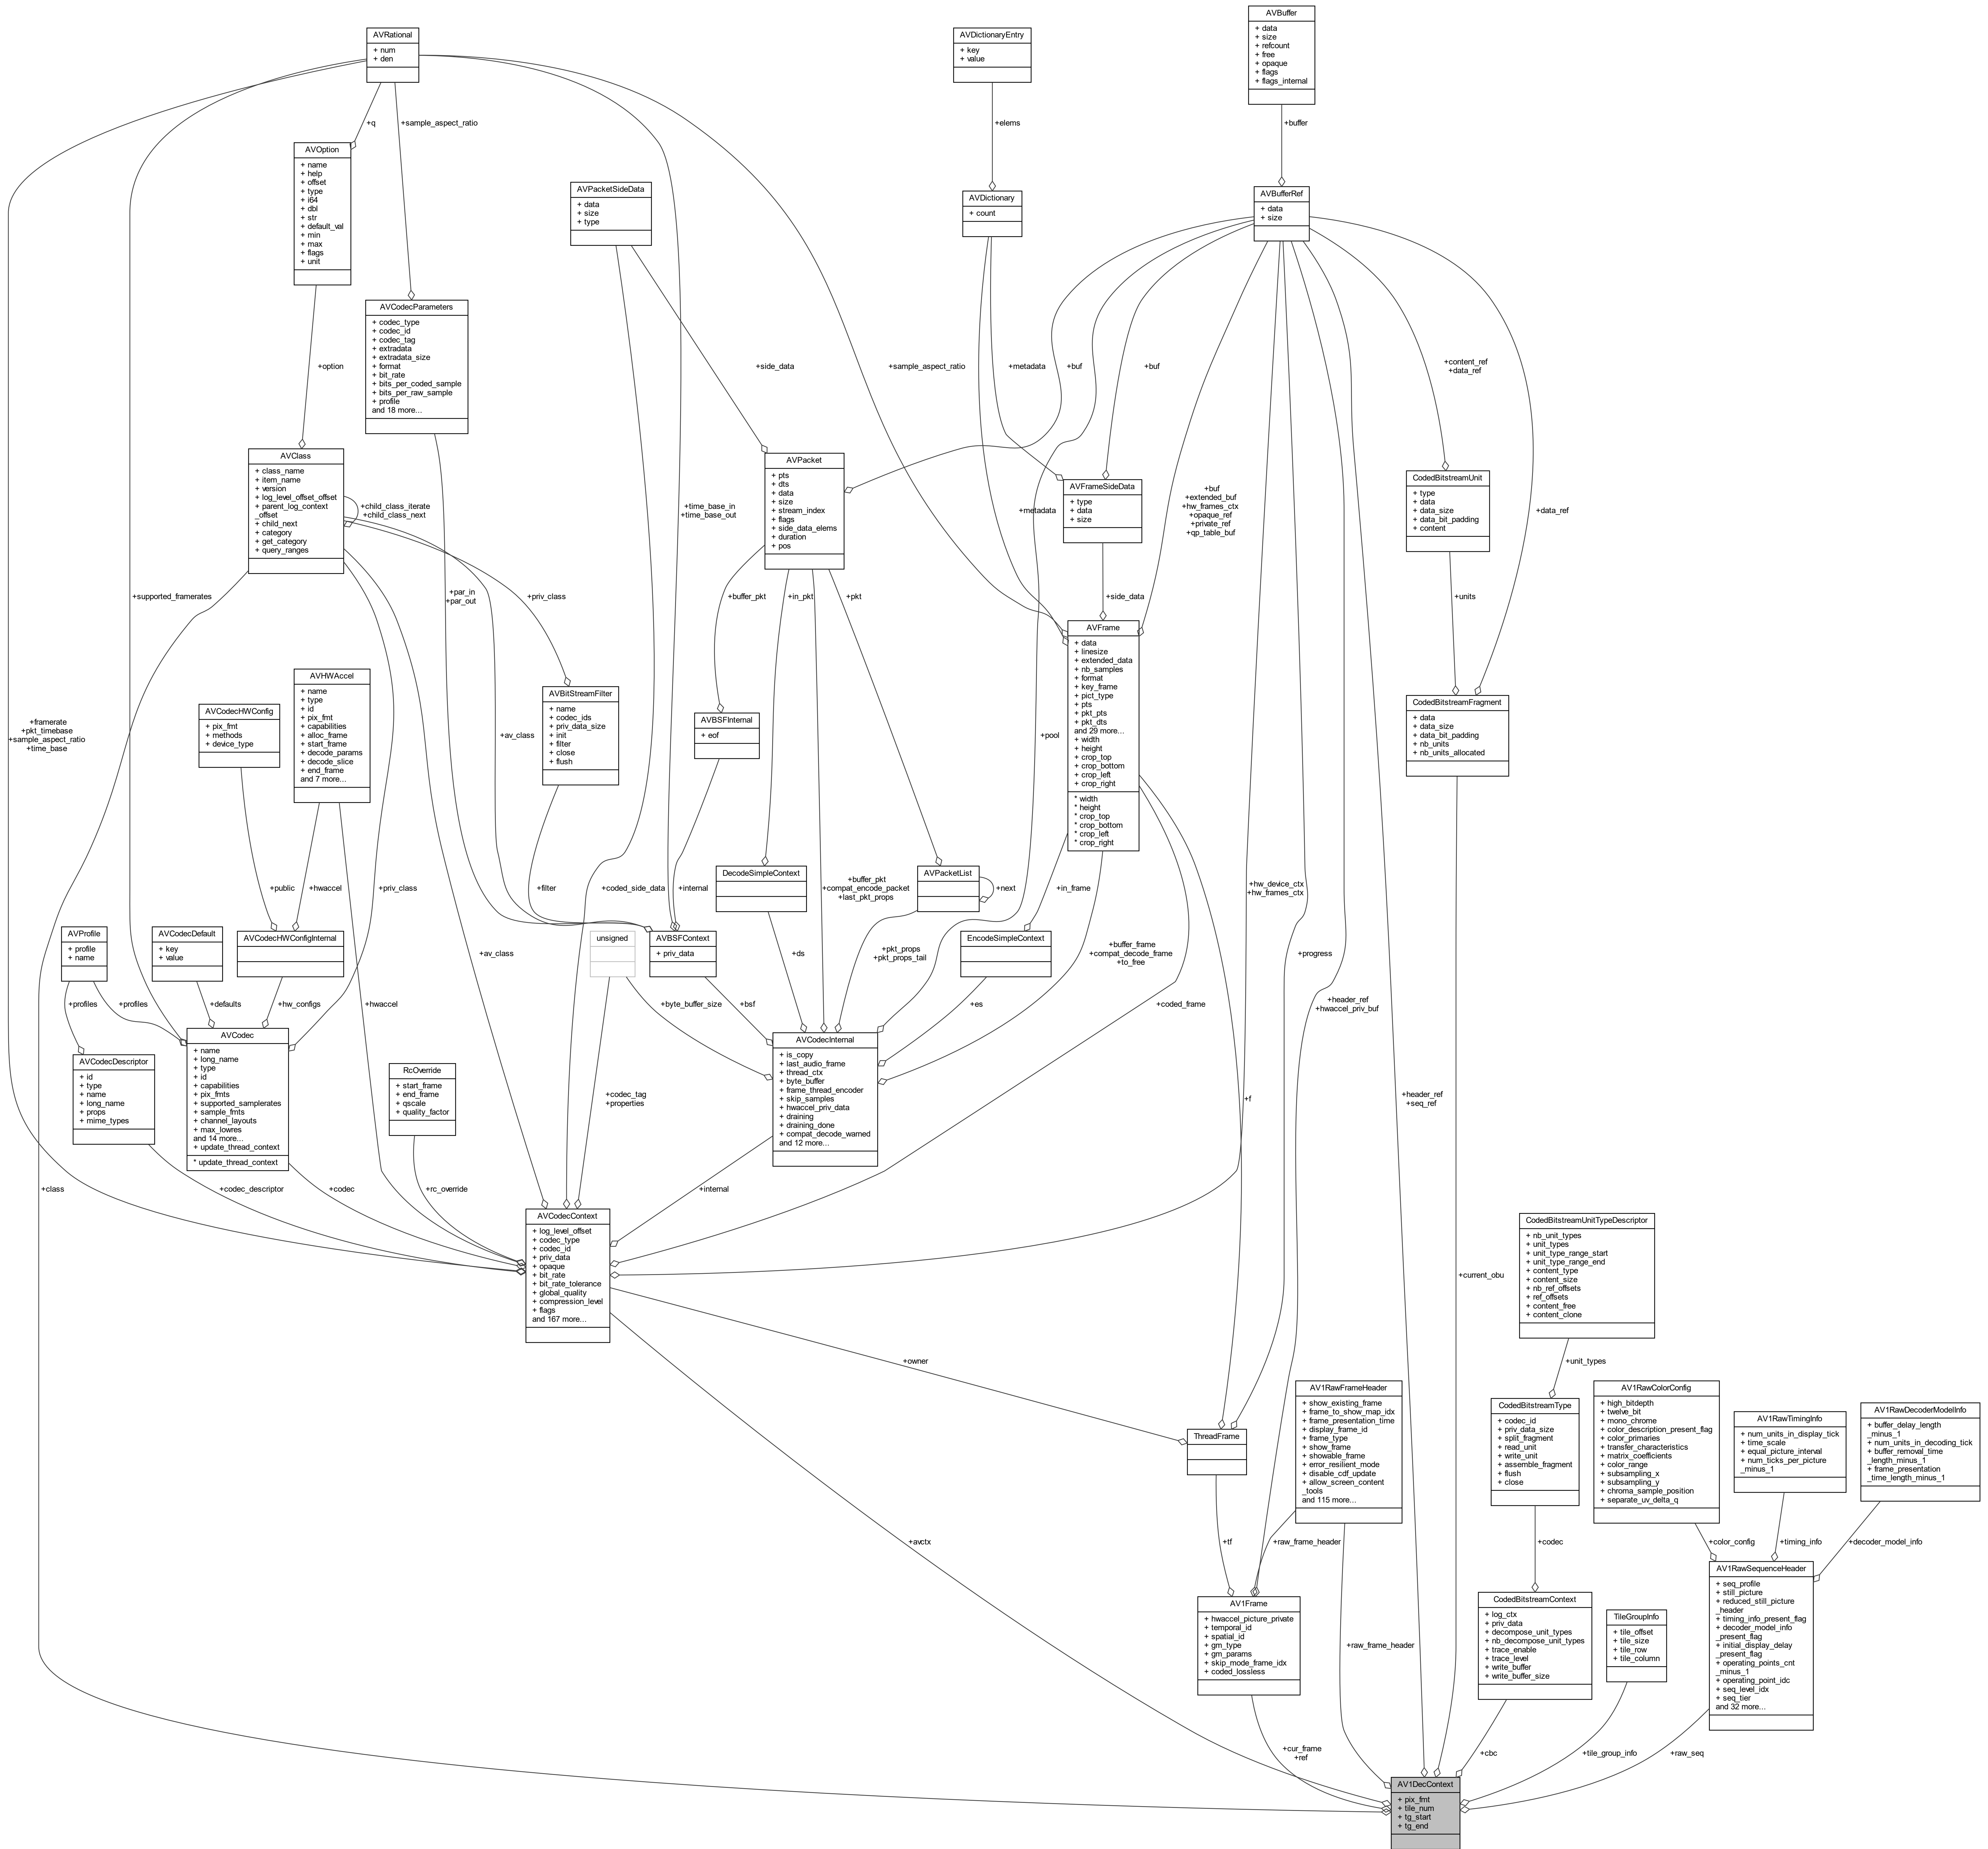 AVBuffer
+ data
+ size
+ refcount
+ free
+ opaque
+ flags
+ flags_internal
AVRational
+ num
+ den
AVDictionaryEntry
+ key
+ value
+q
+sample_aspect_ratio
+elems
+buffer
AVOption
+ name
+ help
+ offset
+ type
+ i64
+ dbl
+ str
+ default_val
+ min
+ max
+ flags
+ unit
AVPacketSideData
+ data
+ size
+ type
AVDictionary
+ count
AVBufferRef
+ data
+ size
AVCodecParameters
+ codec_type
+ codec_id
+ codec_tag
+ extradata
+ extradata_size
+ format
+ bit_rate
+ bits_per_coded_sample
+ bits_per_raw_sample
+ profile
and 18 more...
+option
+side_data
+sample_aspect_ratio
+metadata
+buf
+buf
+content_ref
+data_ref
AVClass
+ class_name
+ item_name
+ version
+ log_level_offset_offset
+ parent_log_context
_offset
+ child_next
+ category
+ get_category
+ query_ranges
+child_class_iterate
+child_class_next
+time_base_in
+time_base_out
AVPacket
+ pts
+ dts
+ data
+ size
+ stream_index
+ flags
+ side_data_elems
+ duration
+ pos
+metadata
AVFrameSideData
+ type
+ data
+ size
+buf
+extended_buf
+hw_frames_ctx
+opaque_ref
+private_ref
+qp_table_buf
CodedBitstreamUnit
+ type
+ data
+ data_size
+ data_bit_padding
+ content
+data_ref
+supported_framerates
+par_in
+par_out
+priv_class
+buffer_pkt
+in_pkt
+pkt
+side_data
+units
AVFrame
+ data
+ linesize
+ extended_data
+ nb_samples
+ format
+ key_frame
+ pict_type
+ pts
+ pkt_pts
+ pkt_dts
and 29 more...
+ width
+ height
+ crop_top
+ crop_bottom
+ crop_left
+ crop_right
* width
* height
* crop_top
* crop_bottom
* crop_left
* crop_right
+framerate
+pkt_timebase
+sample_aspect_ratio
+time_base
AVCodecHWConfig
+ pix_fmt
+ methods
+ device_type
AVHWAccel
+ name
+ type
+ id
+ pix_fmt
+ capabilities
+ alloc_frame
+ start_frame
+ decode_params
+ decode_slice
+ end_frame
and 7 more...
+av_class
AVBitStreamFilter
+ name
+ codec_ids
+ priv_data_size
+ init
+ filter
+ close
+ flush
AVBSFInternal
+ eof
+pool
CodedBitstreamFragment
+ data
+ data_size
+ data_bit_padding
+ nb_units
+ nb_units_allocated
+public
+hwaccel
+priv_class
+filter
+coded_side_data
+internal
DecodeSimpleContext
+buffer_pkt
+compat_encode_packet
+last_pkt_props
AVPacketList
+next
+in_frame
+hw_device_ctx
+hw_frames_ctx
AVProfile
+ profile
+ name
AVCodecDefault
+ key
+ value
AVCodecHWConfigInternal
+av_class
unsigned
AVBSFContext
+ priv_data
+ds
+pkt_props
+pkt_props_tail
EncodeSimpleContext
+buffer_frame
+compat_decode_frame
+to_free
+progress
+profiles
+profiles
+defaults
+hw_configs
+hwaccel
+byte_buffer_size
+bsf
+es
+coded_frame
+header_ref
+hwaccel_priv_buf
AVCodecDescriptor
+ id
+ type
+ name
+ long_name
+ props
+ mime_types
AVCodec
+ name
+ long_name
+ type
+ id
+ capabilities
+ pix_fmts
+ supported_samplerates
+ sample_fmts
+ channel_layouts
+ max_lowres
and 14 more...
+ update_thread_context
* update_thread_context
RcOverride
+ start_frame
+ end_frame
+ qscale
+ quality_factor
+codec_tag
+properties
AVCodecInternal
+ is_copy
+ last_audio_frame
+ thread_ctx
+ byte_buffer
+ frame_thread_encoder
+ skip_samples
+ hwaccel_priv_data
+ draining
+ draining_done
+ compat_decode_warned
and 12 more...
+f
+header_ref
+seq_ref
+class
+codec_descriptor
+codec
+rc_override
+internal
AVCodecContext
+ log_level_offset
+ codec_type
+ codec_id
+ priv_data
+ opaque
+ bit_rate
+ bit_rate_tolerance
+ global_quality
+ compression_level
+ flags
and 167 more...
+current_obu
CodedBitstreamUnitTypeDescriptor
+ nb_unit_types
+ unit_types
+ unit_type_range_start
+ unit_type_range_end
+ content_type
+ content_size
+ nb_ref_offsets
+ ref_offsets
+ content_free
+ content_clone
+owner
+unit_types
ThreadFrame
AV1RawFrameHeader
+ show_existing_frame
+ frame_to_show_map_idx
+ frame_presentation_time
+ display_frame_id
+ frame_type
+ show_frame
+ showable_frame
+ error_resilient_mode
+ disable_cdf_update
+ allow_screen_content
_tools
and 115 more...
CodedBitstreamType
+ codec_id
+ priv_data_size
+ split_fragment
+ read_unit
+ write_unit
+ assemble_fragment
+ flush
+ close
AV1RawColorConfig
+ high_bitdepth
+ twelve_bit
+ mono_chrome
+ color_description_present_flag
+ color_primaries
+ transfer_characteristics
+ matrix_coefficients
+ color_range
+ subsampling_x
+ subsampling_y
+ chroma_sample_position
+ separate_uv_delta_q
AV1RawTimingInfo
+ num_units_in_display_tick
+ time_scale
+ equal_picture_interval
+ num_ticks_per_picture
_minus_1
AV1RawDecoderModelInfo
+ buffer_delay_length
_minus_1
+ num_units_in_decoding_tick
+ buffer_removal_time
_length_minus_1
+ frame_presentation
_time_length_minus_1
+avctx
+tf
+raw_frame_header
+codec
+color_config
+timing_info
+decoder_model_info
AV1Frame
+ hwaccel_picture_private
+ temporal_id
+ spatial_id
+ gm_type
+ gm_params
+ skip_mode_frame_idx
+ coded_lossless
+raw_frame_header
CodedBitstreamContext
+ log_ctx
+ priv_data
+ decompose_unit_types
+ nb_decompose_unit_types
+ trace_enable
+ trace_level
+ write_buffer
+ write_buffer_size
TileGroupInfo
+ tile_offset
+ tile_size
+ tile_row
+ tile_column
AV1RawSequenceHeader
+ seq_profile
+ still_picture
+ reduced_still_picture
_header
+ timing_info_present_flag
+ decoder_model_info
_present_flag
+ initial_display_delay
_present_flag
+ operating_points_cnt
_minus_1
+ operating_point_idc
+ seq_level_idx
+ seq_tier
and 32 more...
+cur_frame
+ref
+cbc
+tile_group_info
+raw_seq
AV1DecContext
+ pix_fmt
+ tile_num
+ tg_start
+ tg_end